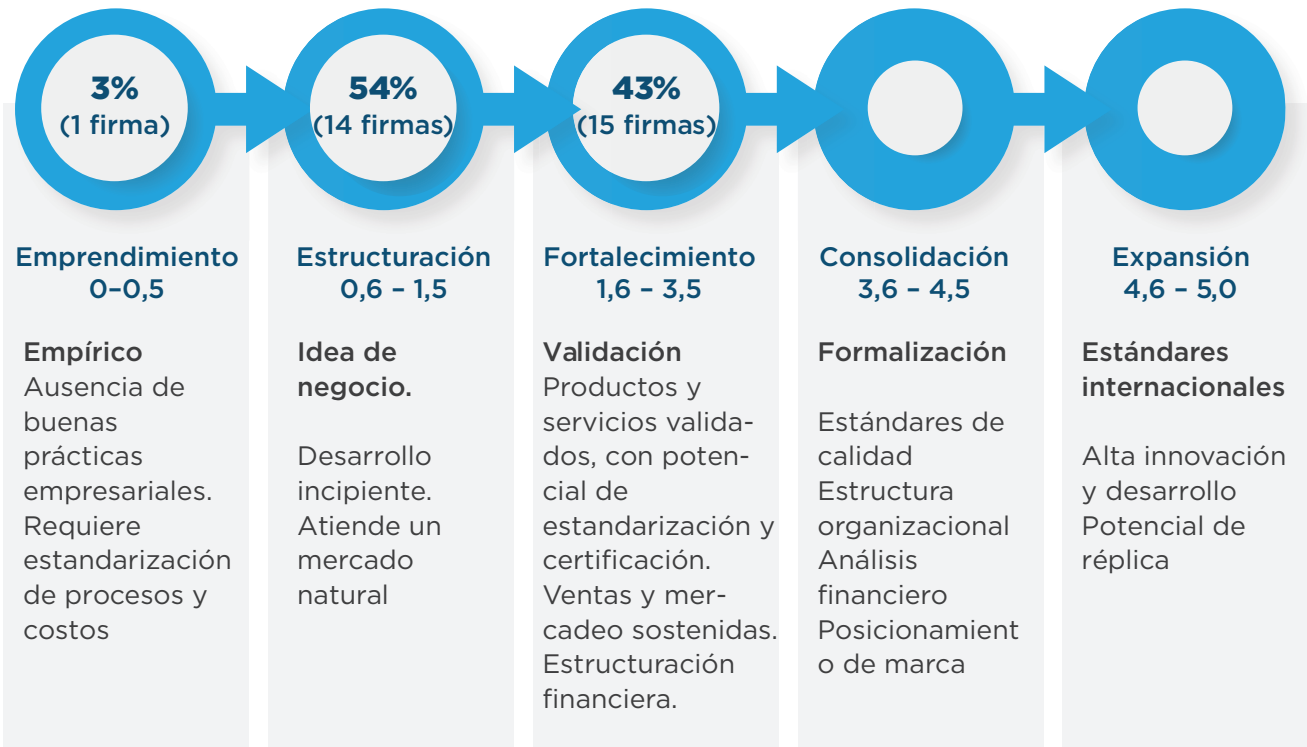 3%
(1 firma)
54%
(14 firmas)
43%
(15 firmas)
Emprendimiento
0–0,5
Empírico
Ausencia de
buenas
prácticas
empresariales.
Requiere
estandarización
de procesos y
costos
Estructuración
0,6 – 1,5
Idea de
negocio.
Desarrollo
incipiente.
Atiende un
mercado
natural
Fortalecimiento
1,6 – 3,5
Validación
Productos y
servicios valida-
dos, con poten-
cial de
estandarización y
certificación.
Ventas y mer-
cadeo sostenidas.
Estructuración
financiera.
Consolidación
3,6 – 4,5
Formalización
Estándares de
calidad
Estructura
organizacional
Análisis
financiero
Posicionamient
o de marca
Expansión
4,6 – 5,0
Estándares
internacionales
Alta innovación
y desarrollo
Potencial de
réplica